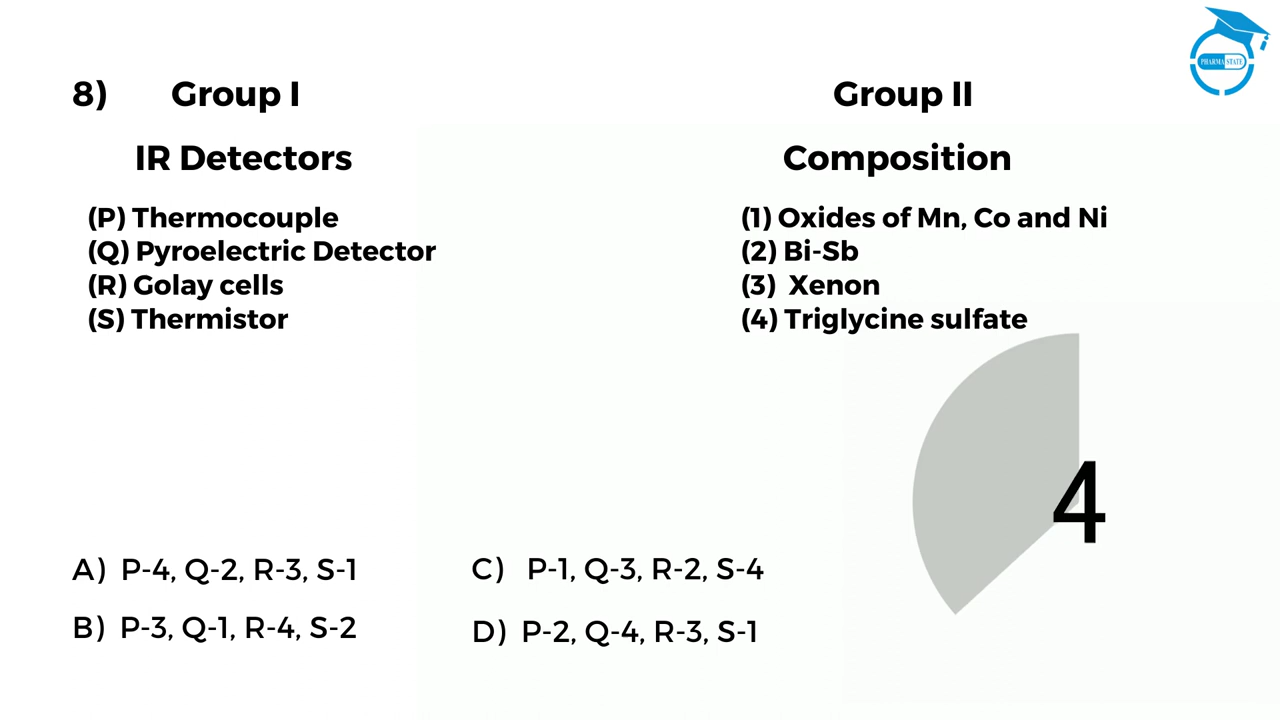 PHARMA STATE
8) Group I Group II
IR Detectors Composition
(P) Thermocouple (1) Oxides of Mn, Co and Ni
(Q) Pyroelectric Detector (2) Bi-Sb
(R) Golay cells (3) Xenon
(S) Thermistor (4) Triglycine sulfate
4
A) P-4, Q-2, R-3, S-1 C) P-1, Q-3, R-2, S-4
B) P-3, Q-1, R-4, S-2 D) P-2, Q-4, R-3, S-1